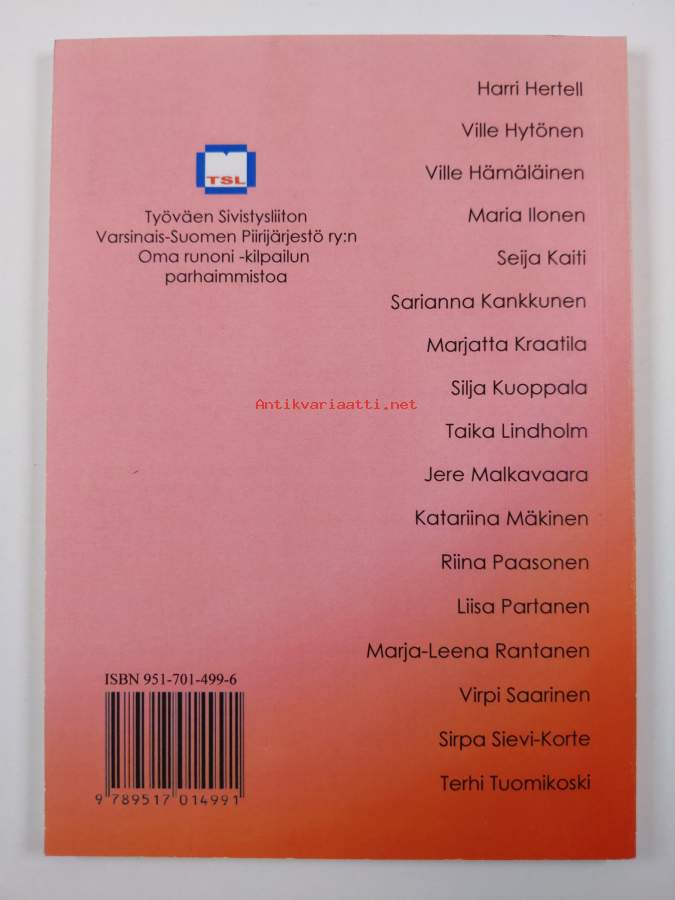 TSL
Työväen Sivistysliiton
Varsinais-Suomen Piirijärjestö ry:n
Oma runoni -kilpailun
parhaimmistoa
Harri Hertell
Ville Hytönen
Ville Hämäläinen
Maria Ilonen
Seija Kaiti
Sarianna Kankkunen
Marjatta Kraatila
Silja Kuoppala
Taika Lindholm
Jere Malkavaara
Katariina Mäkinen
Riina Paasonen
Liisa Partanen
Marja-Leena Rantanen
Virpi Saarinen
Sirpa Sievi-Korte
Terhi Tuomikoski
Antikvariaatti.net
ISBN 951-701-499-6
9 789517 014991